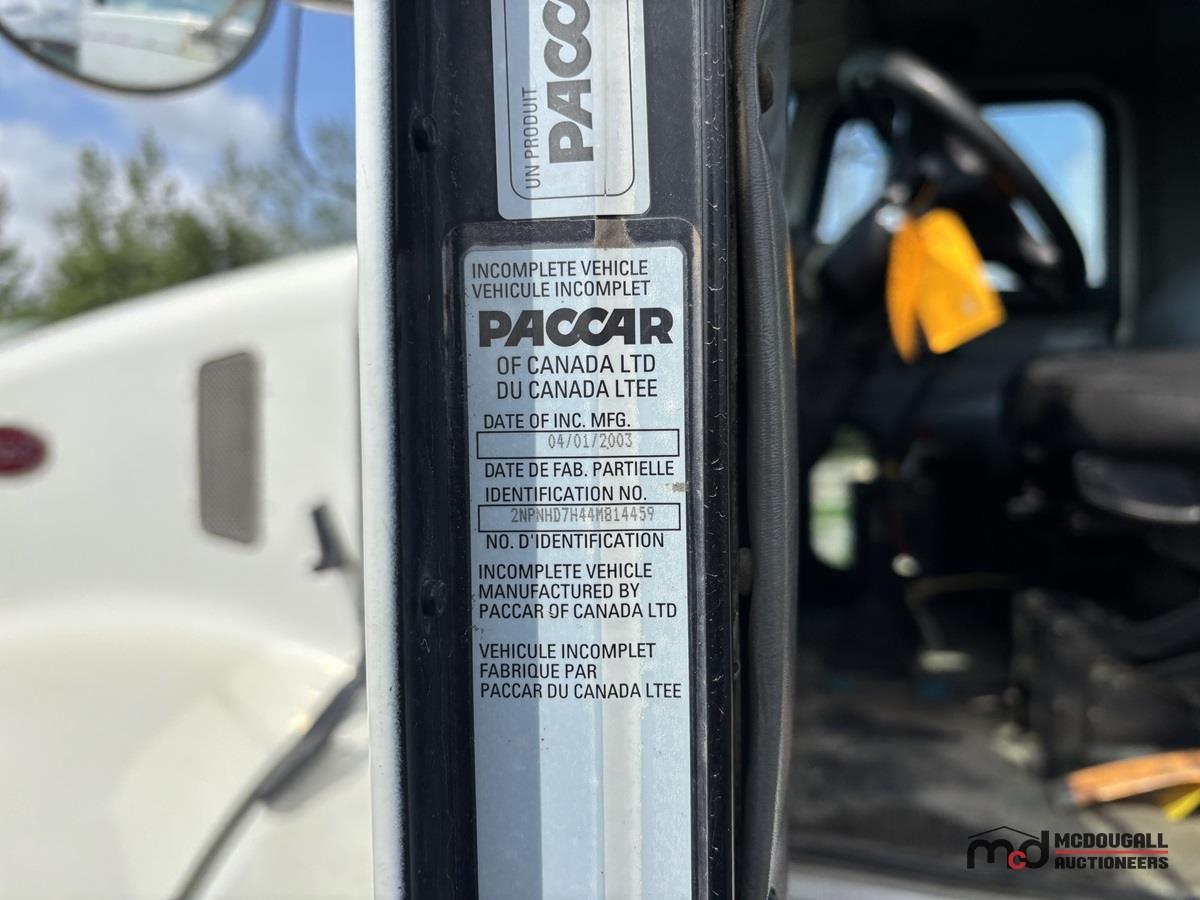 UN PRODUIT
PACCAR
INCOMPLETE VEHICLE
VEHICULE INCOMPLET
PACCAR
OF CANADA LTD
DU CANADA LTEE
DATE OF INC. MFG.
04/01/2003
DATE DE FAB. PARTIELLE
IDENTIFICATION NO.
2NPNHD7H44M814459
NO. D'IDENTIFICATION
INCOMPLETE VEHICLE
MANUFACTURED BY
PACCAR OF CANADA LTD
VEHICULE INCOMPLET
FABRIQUE PAR
PACCAR DU CANADA LTEE
mcd MCDOUGALL
AUCTIONEERS